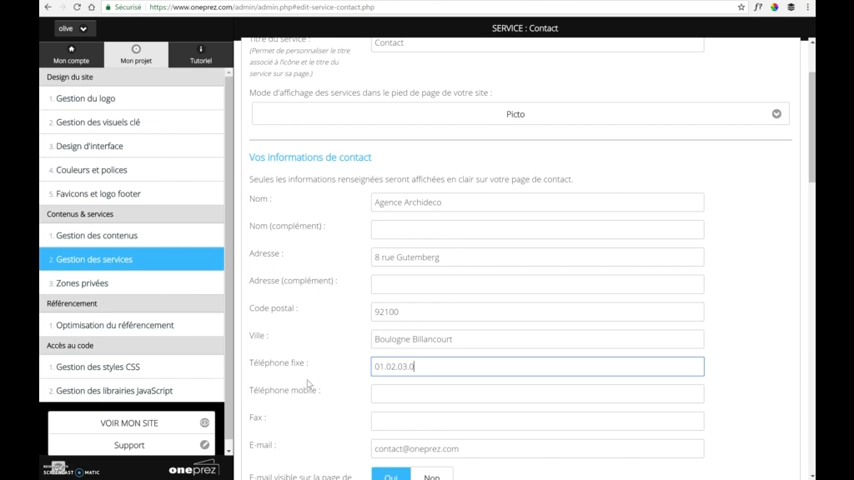 Sécurisé https://www.oneprez.com/admin/admin.php#edit-service-contact.php
olive
SERVICE : Contact
Mon compte
Mon projet
Tutoriel
Design du site
1. Gestion du logo
2. Gestion des visuels clé
3. Design d'interface
4. Couleurs et polices
5. Favicons et logo footer
Contenus & services
1. Gestion des contenus
2. Gestion des services
3. Zones privées
Référencement
1. Optimisation du référencement
Accès au code
1. Gestion des styles CSS
2. Gestion des librairies JavaScript
VOIR MON SITE
Support
SCREENCAST MATIC
oneprez
Titre du service :
Contact
(Permet de personnaliser le titre
associé à l'icône et le titre du
service sur sa page.)
Mode d'affichage des services dans le pied de page de votre site :
Picto
Vos informations de contact
Seules les informations renseignées seront affichées en clair sur votre page de contact.
Nom :
Agence Archideco
Nom (complément) :
Adresse :
8 rue Gutemberg
Adresse (complément) :
Code postal :
92100
Ville :
Boulogne Billancourt
Téléphone fixe :
01.02.03.0
Téléphone mobile :
Fax :
E-mail :
contact@oneprez.com
E-mail visible sur la page de
Oui
Non